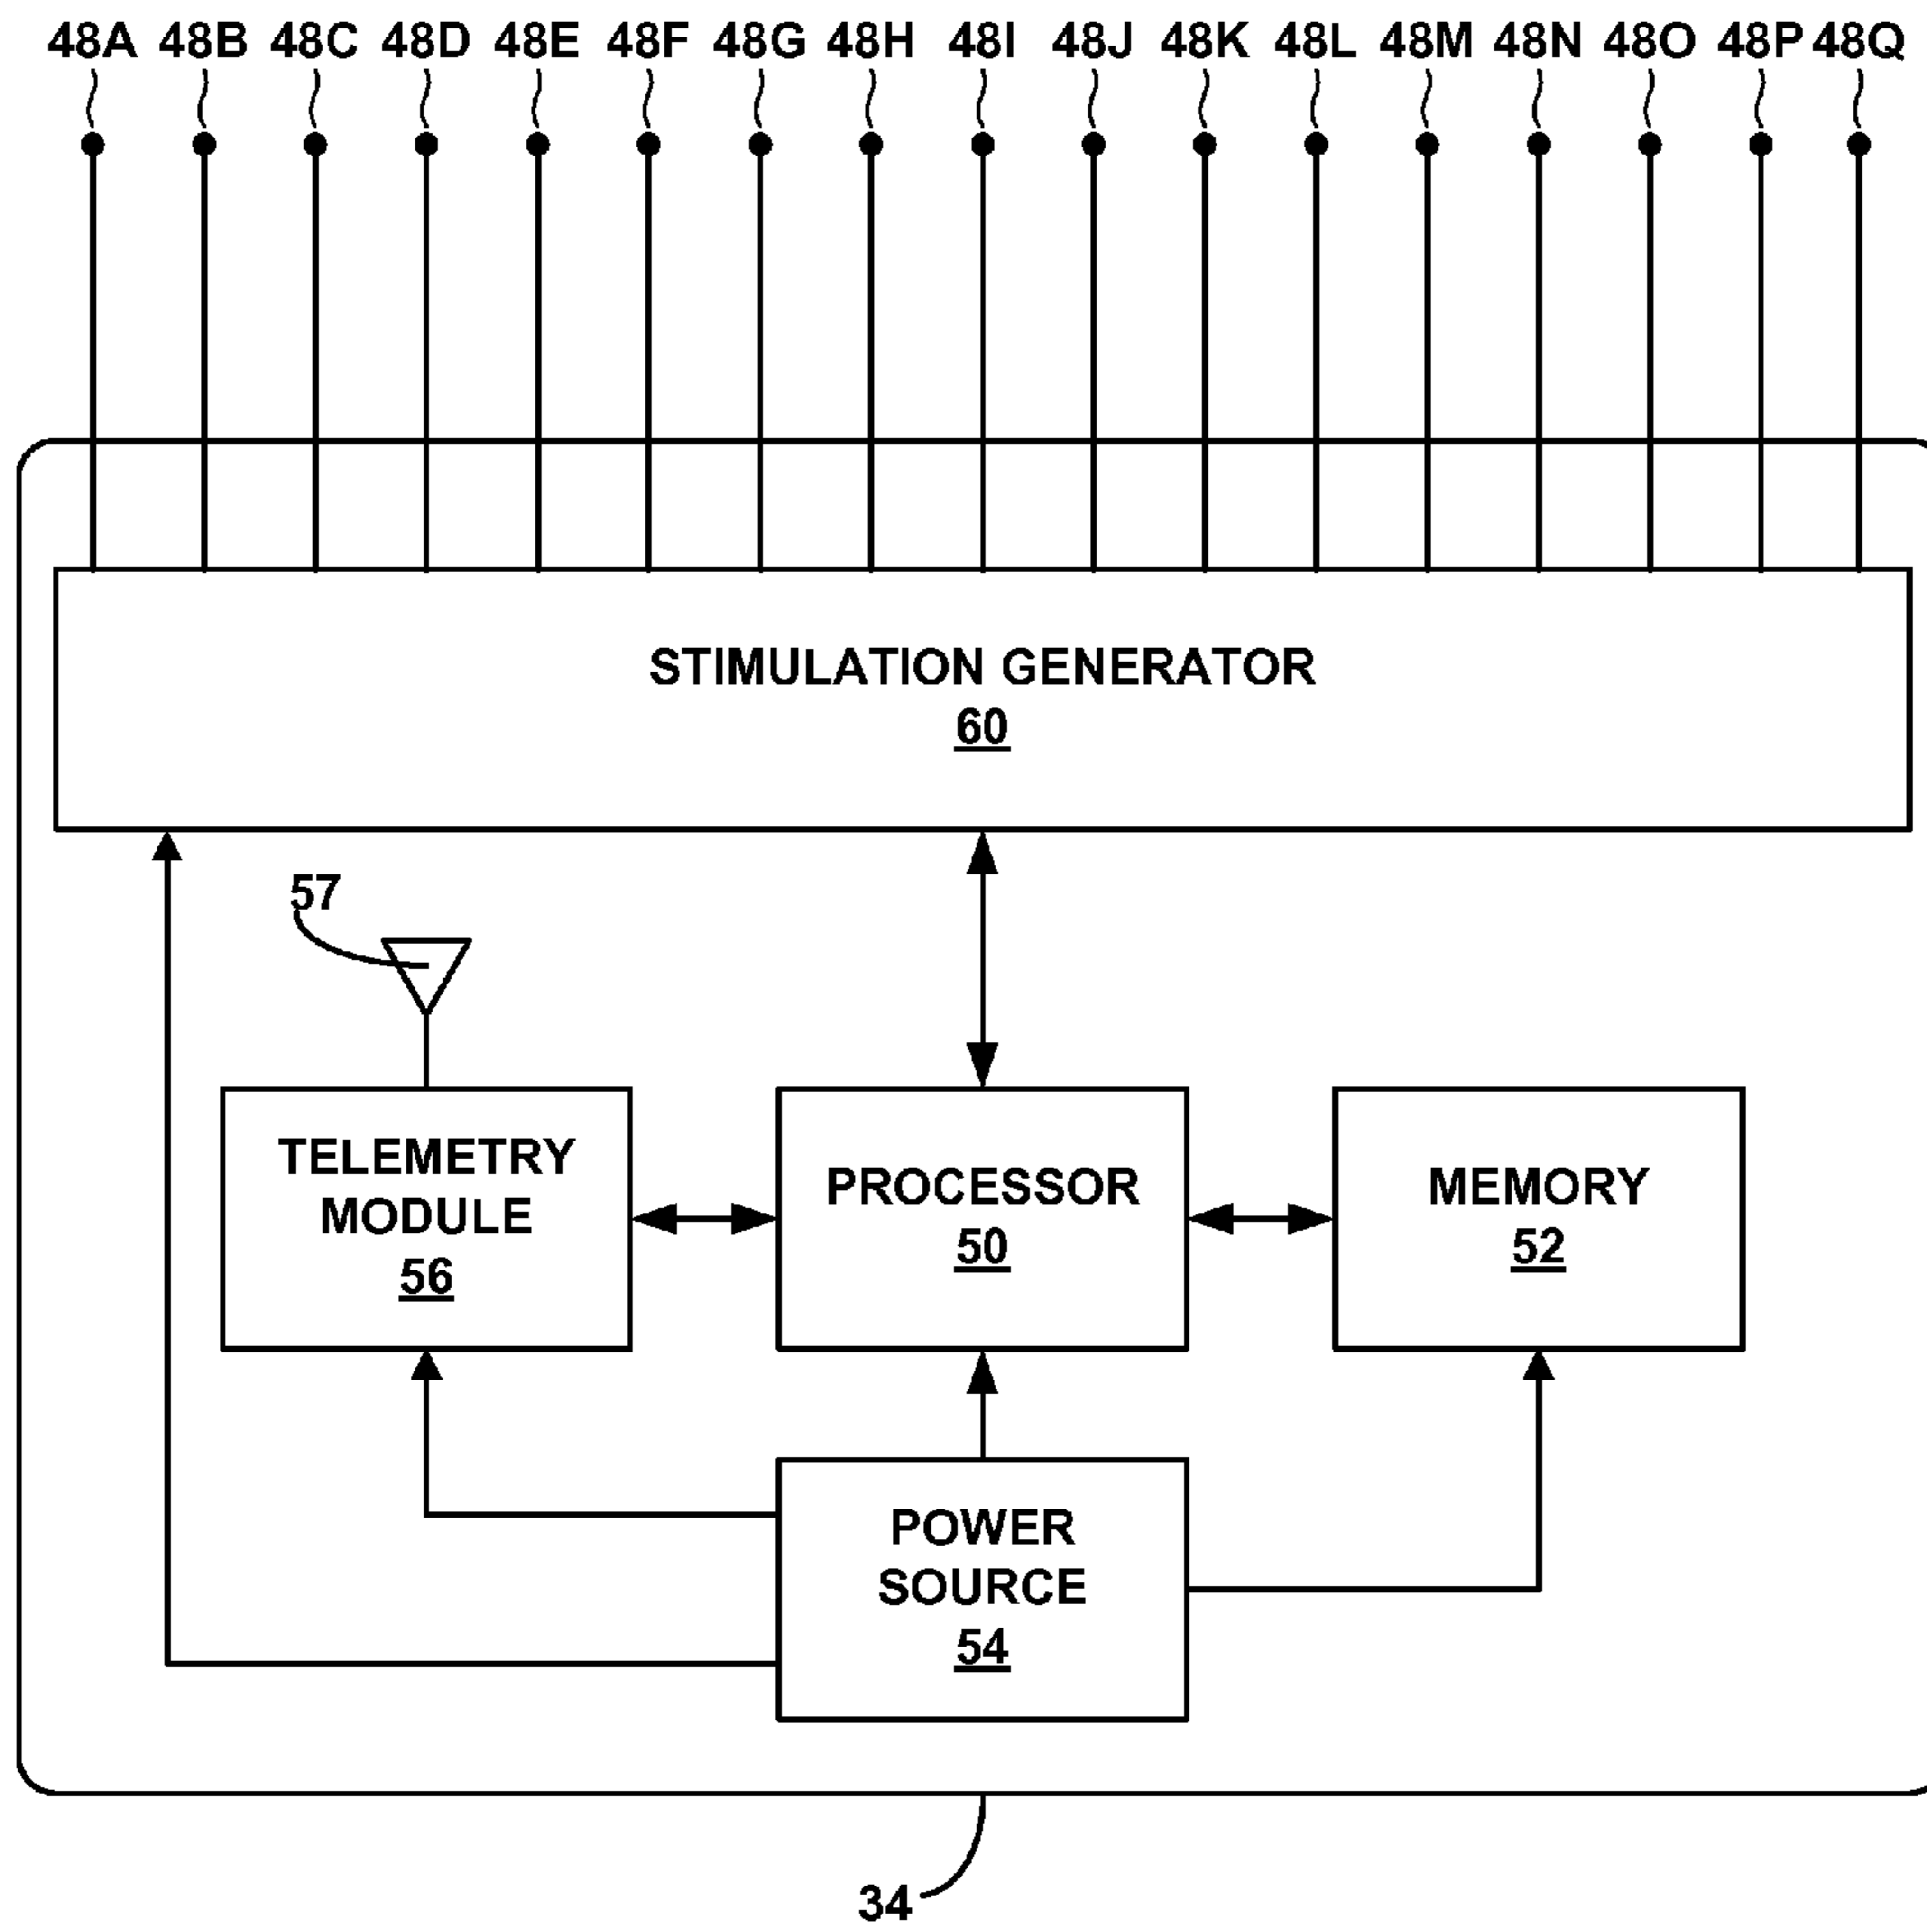 48A 48B 48C 48D 48E 48F 48G 48H 48I 48J 48K 48L 48M 48N 48O 48P 48Q
STIMULATION GENERATOR
60
57
TELEMETRY
MODULE
56
PROCESSOR
50
MEMORY
52
POWER
SOURCE
54
34